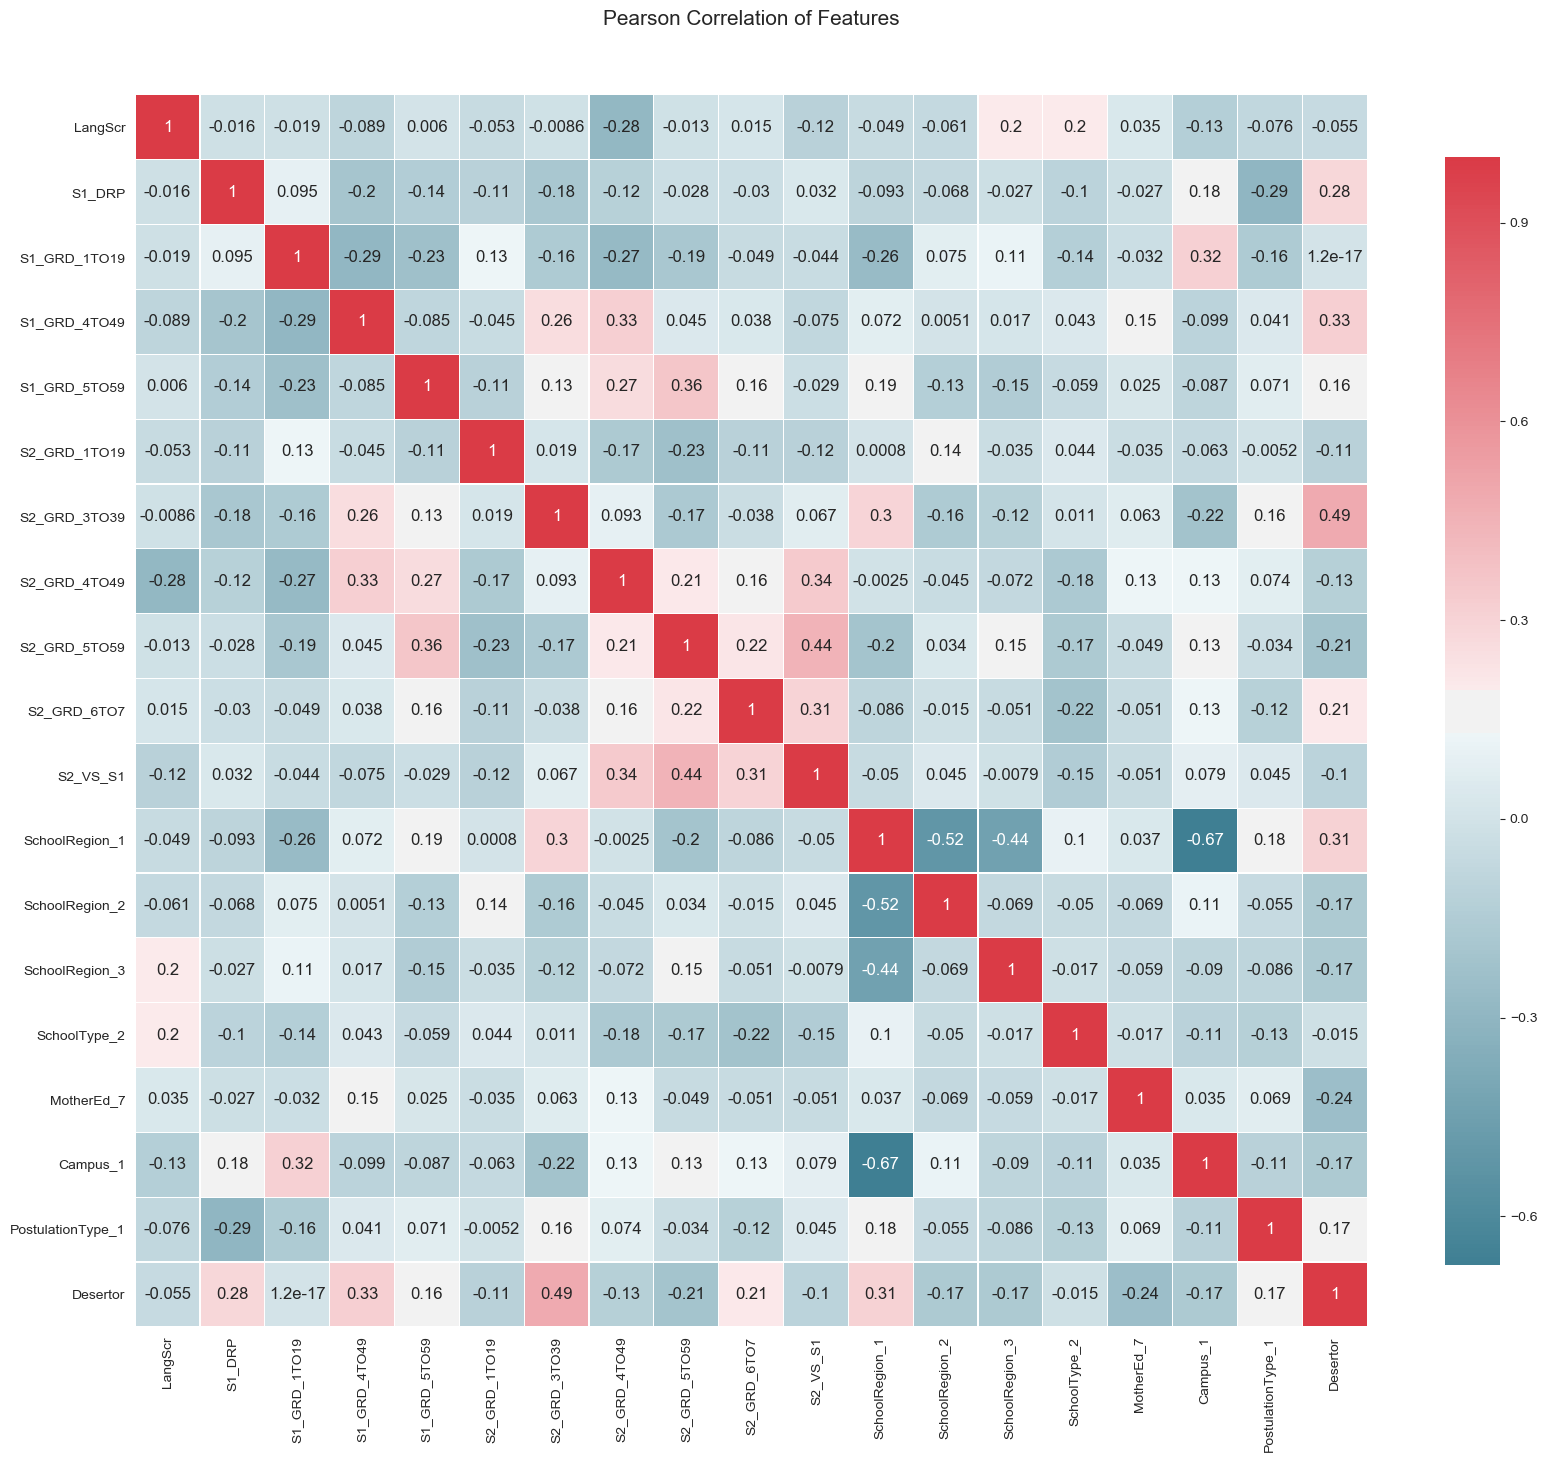 Pearson Correlation of Features
LangScr 1 -0.016 -0.019 -0.089 0.006 -0.053 -0.0086 -0.28 -0.013 0.015 -0.12 -0.049 -0.061 0.2 0.2 0.035 -0.13 -0.076 -0.055
S1_DRP -0.016 1 0.095 -0.2 -0.14 -0.11 -0.18 -0.12 -0.028 -0.03 0.032 -0.093 -0.068 -0.027 -0.1 -0.027 0.18 -0.29 0.28
S1_GRD_1TO19 -0.019 0.095 1 -0.29 -0.23 0.13 -0.16 -0.27 -0.19 -0.049 -0.044 -0.26 0.075 0.11 -0.14 -0.032 0.32 -0.16 1.2e-17
S1_GRD_4TO49 -0.089 -0.2 -0.29 1 -0.085 -0.045 0.26 0.33 0.045 0.038 -0.075 0.072 0.0051 0.017 0.043 0.15 -0.099 0.041 0.33
S1_GRD_5TO59 0.006 -0.14 -0.23 -0.085 1 -0.11 0.13 0.27 0.36 0.16 -0.029 0.19 -0.13 -0.15 -0.059 0.025 -0.087 0.071 0.16
S2_GRD_1TO19 -0.053 -0.11 0.13 -0.045 -0.11 1 0.019 -0.17 -0.23 -0.11 -0.12 0.0008 0.14 -0.035 0.044 -0.035 -0.063 -0.0052 -0.11
S2_GRD_3TO39 -0.0086 -0.18 -0.16 0.26 0.13 0.019 1 0.093 -0.17 -0.038 0.067 0.3 -0.16 -0.12 0.011 0.063 -0.22 0.16 0.49
S2_GRD_4TO49 -0.28 -0.12 -0.27 0.33 0.27 -0.17 0.093 1 0.21 0.16 0.34 -0.0025 -0.045 -0.072 -0.18 0.13 0.13 0.074 -0.13
S2_GRD_5TO59 -0.013 -0.028 -0.19 0.045 0.36 -0.23 -0.17 0.21 1 0.22 0.44 -0.2 0.034 0.15 -0.17 -0.049 0.13 -0.034 -0.21
S2_GRD_6TO7 0.015 -0.03 -0.049 0.038 0.16 -0.11 -0.038 0.16 0.22 1 0.31 -0.086 -0.015 -0.051 -0.22 -0.051 0.13 -0.12 0.21
S2_VS_S1 -0.12 0.032 -0.044 -0.075 -0.029 -0.12 0.067 0.34 0.44 0.31 1 -0.05 0.045 -0.0079 -0.15 -0.051 0.079 0.045 -0.1
SchoolRegion_1 -0.049 -0.093 -0.26 0.072 0.19 0.0008 0.3 -0.0025 -0.2 -0.086 -0.05 1 -0.52 -0.44 0.1 0.037 -0.67 0.18 0.31
SchoolRegion_2 -0.061 -0.068 0.075 0.0051 -0.13 0.14 -0.16 -0.045 0.034 -0.015 0.045 -0.52 1 -0.069 -0.05 -0.069 0.11 -0.055 -0.17
SchoolRegion_3 0.2 -0.027 0.11 0.017 -0.15 -0.035 -0.12 -0.072 0.15 -0.051 -0.0079 -0.44 -0.069 1 -0.017 -0.059 -0.09 -0.086 -0.17
SchoolType_2 0.2 -0.1 -0.14 0.043 -0.059 0.044 0.011 -0.18 -0.17 -0.22 -0.15 0.1 -0.05 -0.017 1 -0.017 -0.11 -0.13 -0.015
MotherEd_7 0.035 -0.027 -0.032 0.15 0.025 -0.035 0.063 0.13 -0.049 -0.051 -0.051 0.037 -0.069 -0.059 -0.017 1 0.035 0.069 -0.24
Campus_1 -0.13 0.18 0.32 -0.099 -0.087 -0.063 -0.22 0.13 0.13 0.13 0.079 -0.67 0.11 -0.09 -0.11 0.035 1 -0.11 -0.17
PostulationType_1 -0.076 -0.29 -0.16 0.041 0.071 -0.0052 0.16 0.074 -0.034 -0.12 0.045 0.18 -0.055 -0.086 -0.13 0.069 -0.11 1 0.17
Desertor -0.055 0.28 1.2e-17 0.33 0.16 -0.11 0.49 -0.13 -0.21 0.21 -0.1 0.31 -0.17 -0.17 -0.015 -0.24 -0.17 0.17 1
LangScr
S1_DRP
S1_GRD_1TO19
S1_GRD_4TO49
S1_GRD_5TO59
S2_GRD_1TO19
S2_GRD_3TO39
S2_GRD_4TO49
S2_GRD_5TO59
S2_GRD_6TO7
S2_VS_S1
SchoolRegion_1
SchoolRegion_2
SchoolRegion_3
SchoolType_2
MotherEd_7
Campus_1
PostulationType_1
Desertor
0.9
0.6
0.3
0.0
−0.3
−0.6